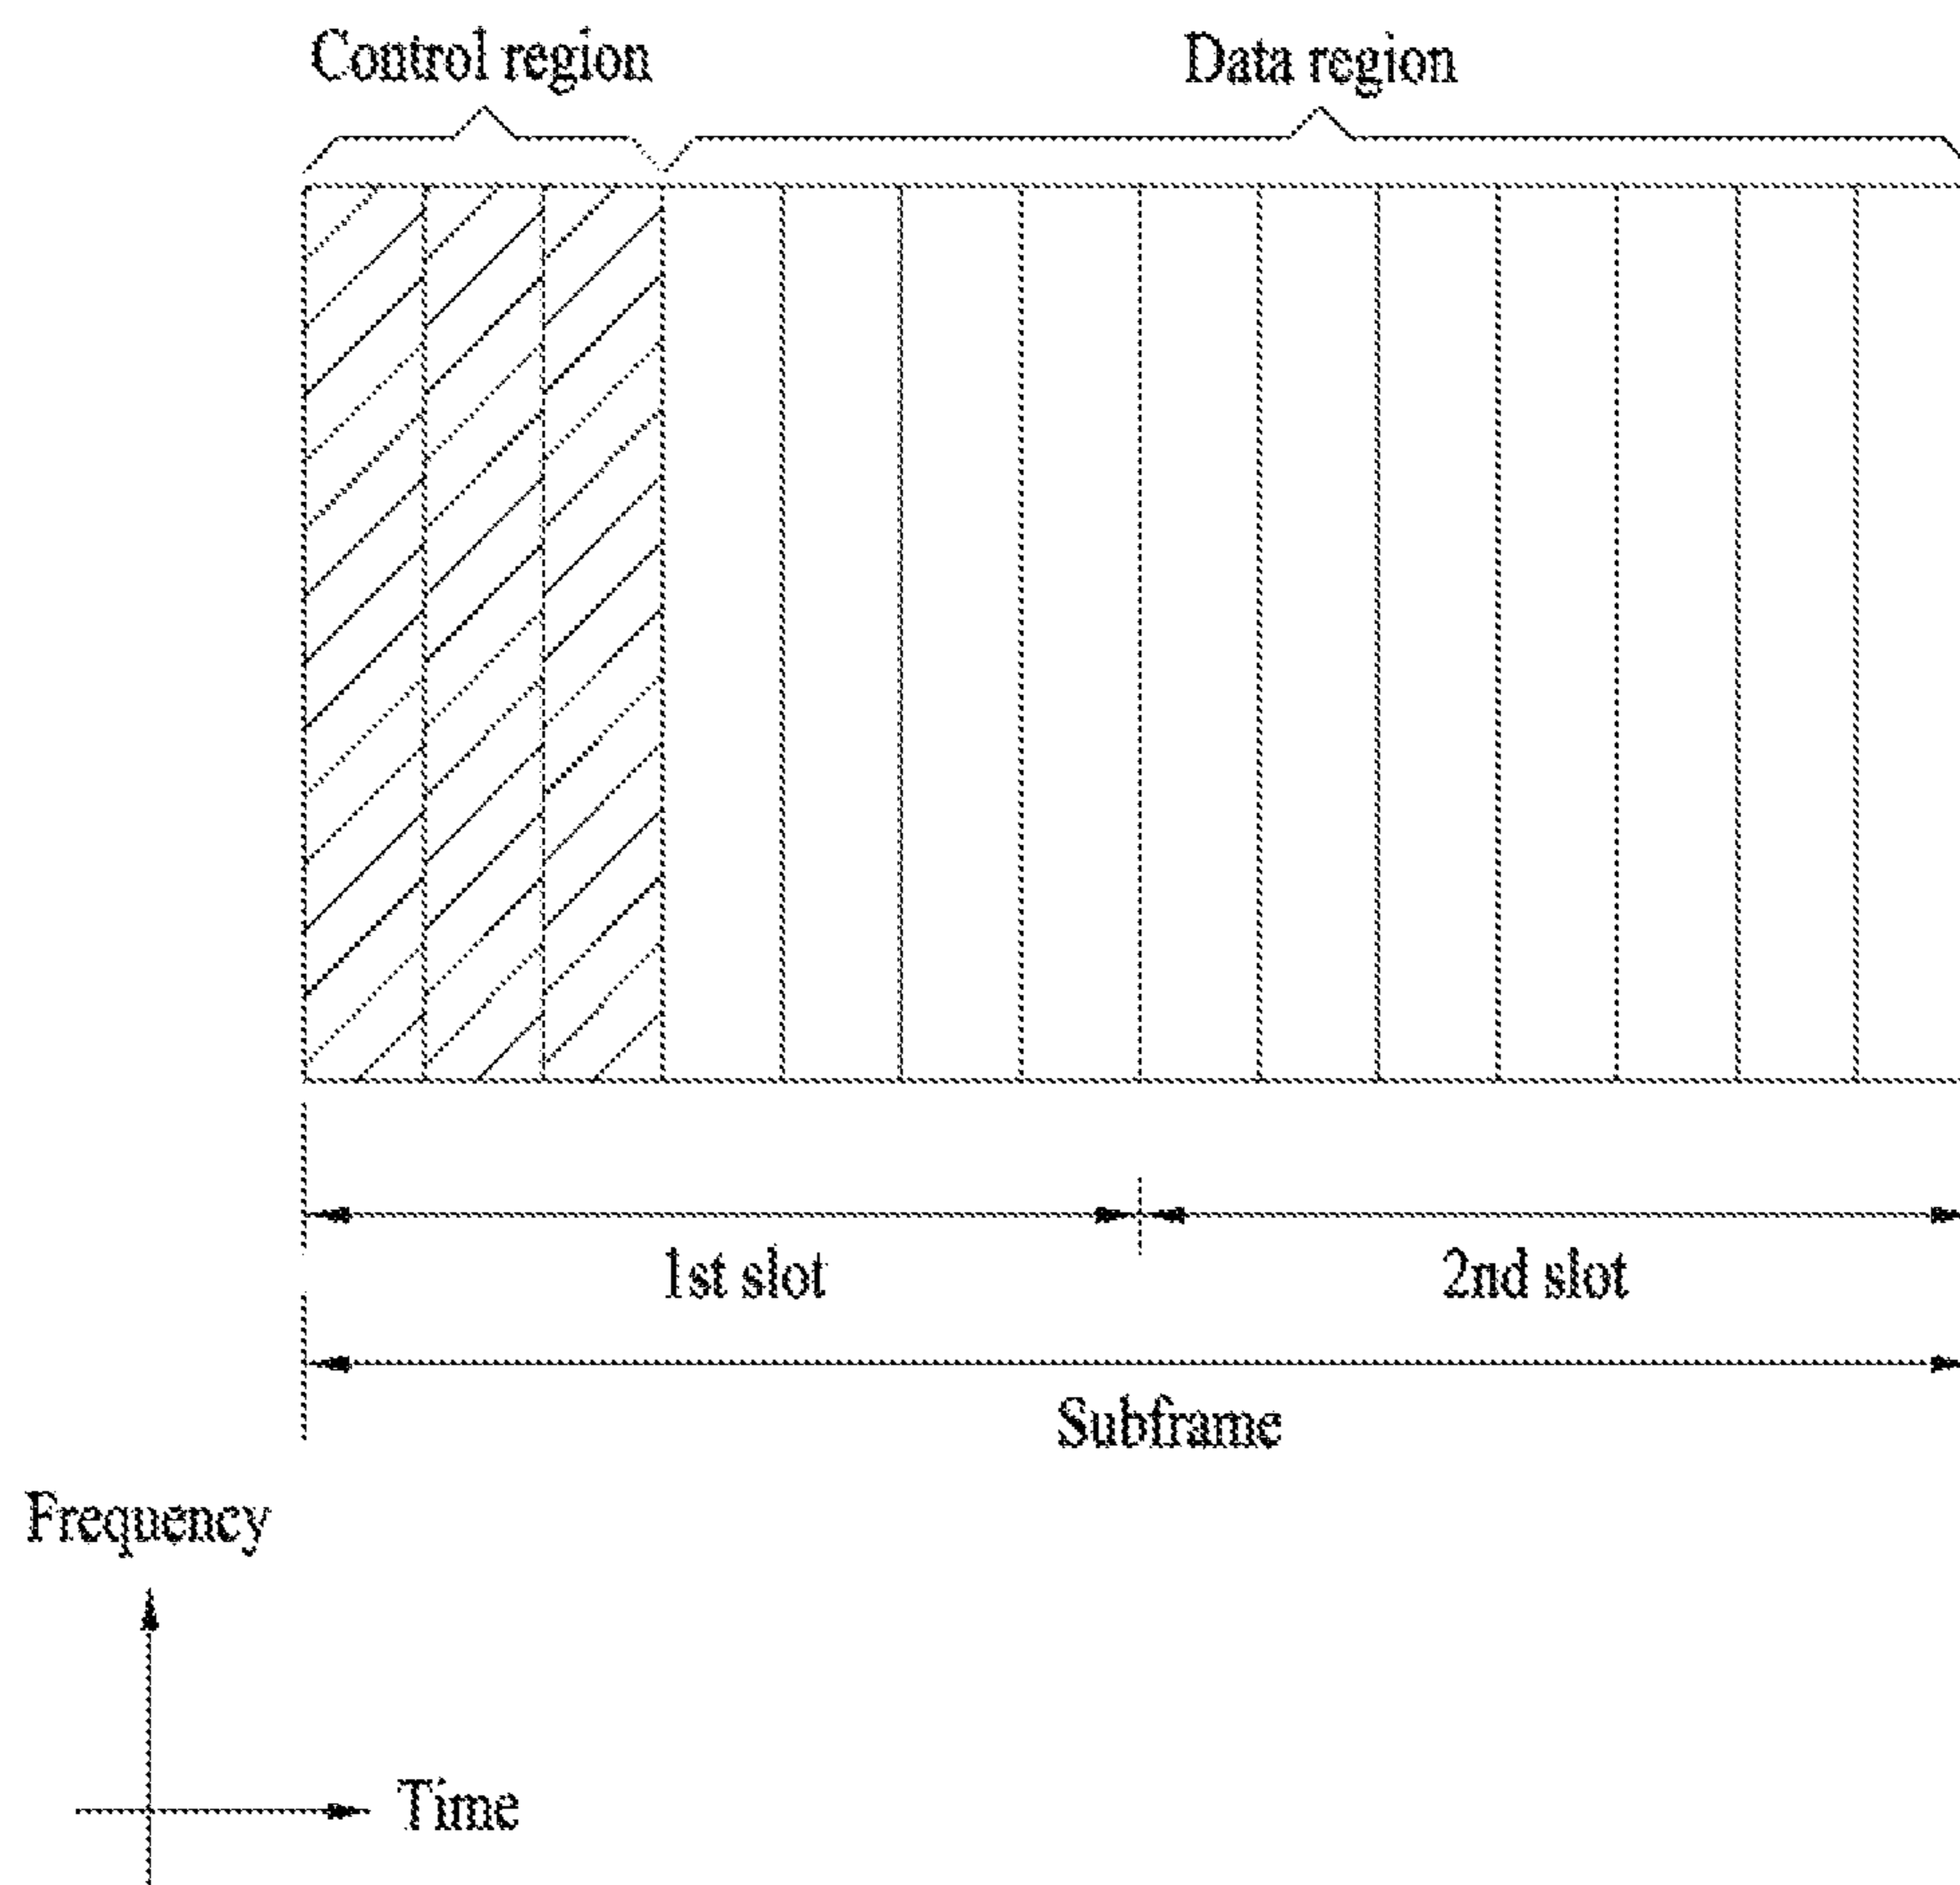 Control region
Data region
1st slot
2nd slot
Subframe
Frequency
Time